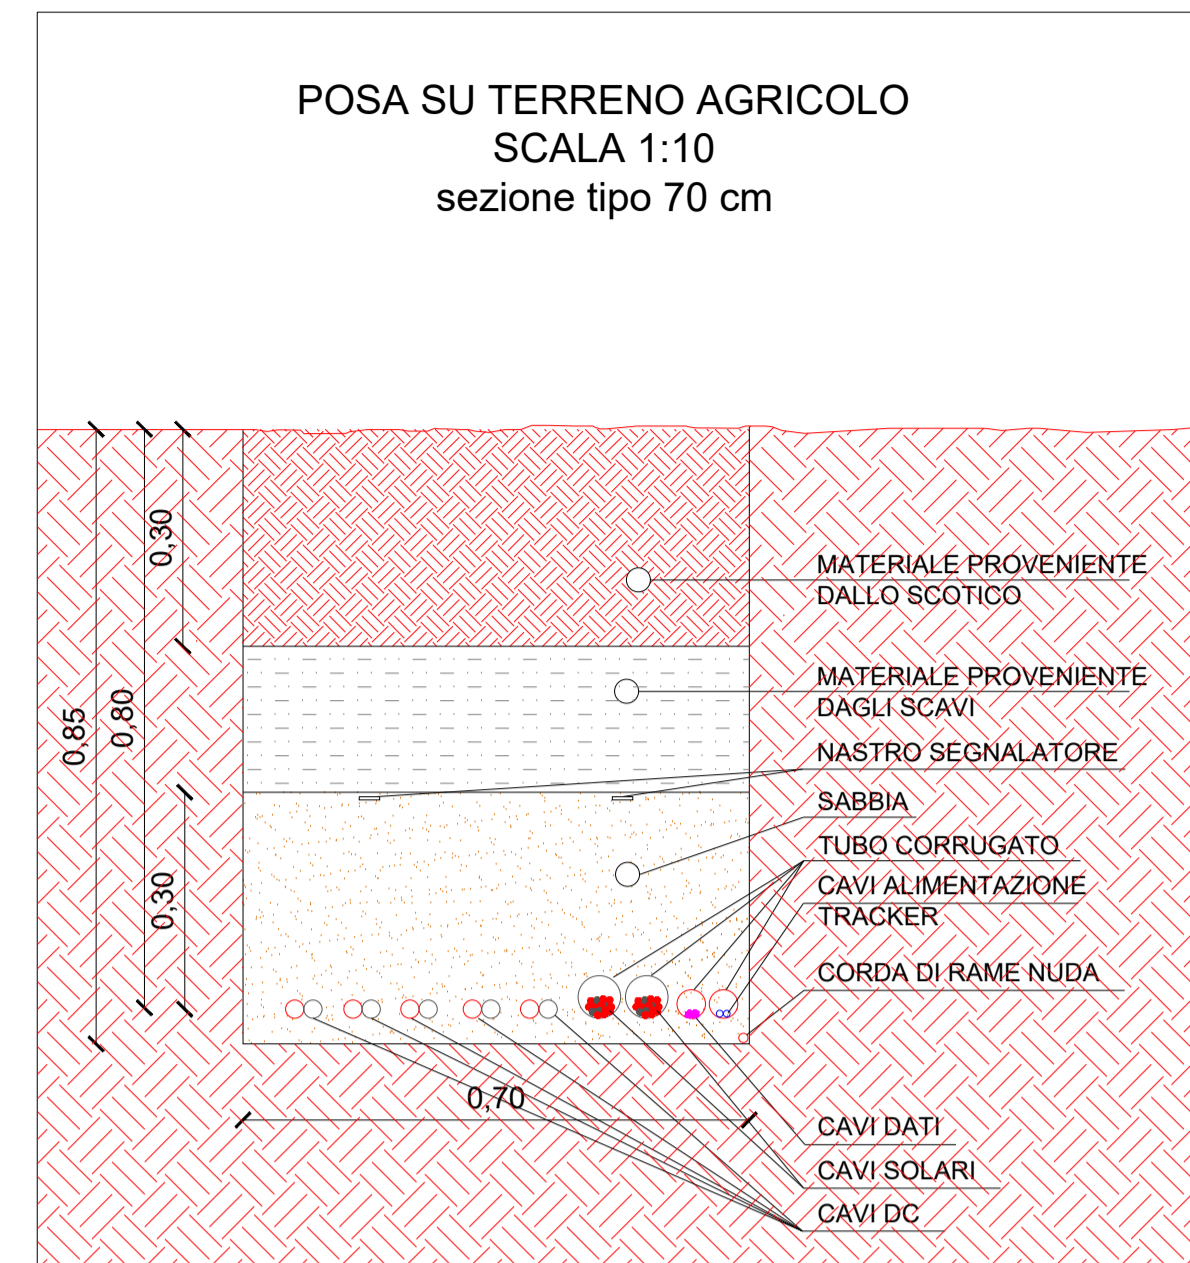 POSA SU TERRENO AGRICOLO
SCALA 1:10
sezione tipo 70 cm
0,30
0,80
0,85
0,30
0,70
MATERIALE PROVENIENTE
DALLO SCOTICO
MATERIALE PROVENIENTE
DAGLI SCAVI
NASTRO SEGNALATORE
SABBIA
TUBO CORRUGATO
CAVI ALIMENTAZIONE
TRACKER
CORDA DI RAME NUDA
CAVI DATI
CAVI SOLARI
CAVI DC